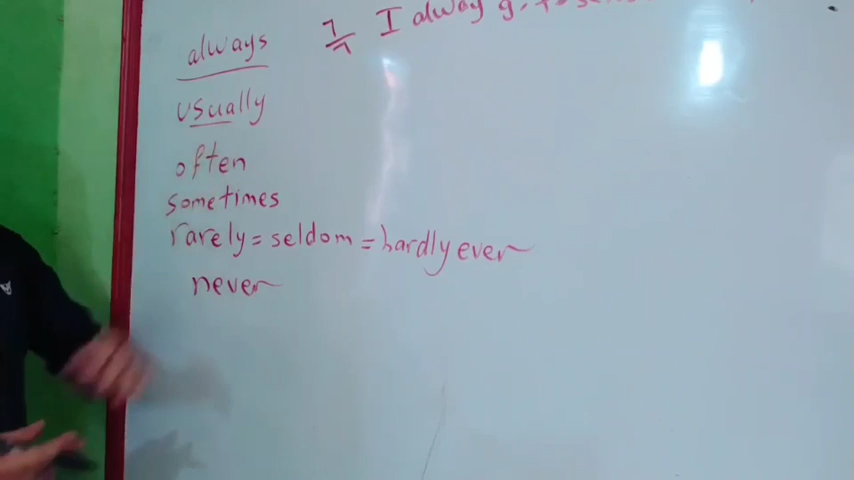 always
7/7 I alway
usually
often
sometimes
rarely = seldom = hardly ever
never